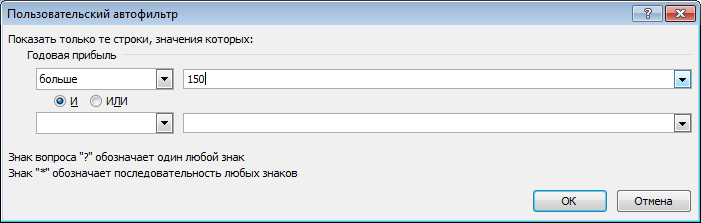 Пользовательский автофильтр
Показать только те строки, значения которых:
Годовая прибыль
больше 150
И ИЛИ
Знак вопроса "?" обозначает один любой знак
Знак "*" обозначает последовательность любых знаков
ОК Отмена